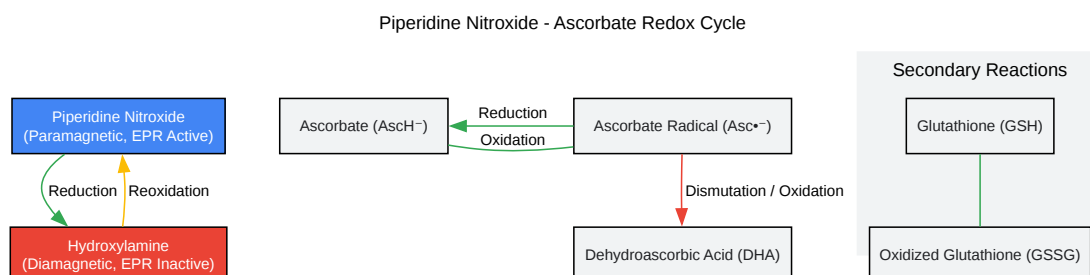 Piperidine Nitroxide - Ascorbate Redox Cycle
Secondary Reactions
Piperidine Nitroxide
(Paramagnetic, EPR Active)
Ascorbate (AscH⁻)
Reduction
Oxidation
Ascorbate Radical (Asc•⁻)
Glutathione (GSH)
Reduction
Reoxidation
Dismutation / Oxidation
Hydroxylamine
(Diamagnetic, EPR Inactive)
Dehydroascorbic Acid (DHA)
Oxidized Glutathione (GSSG)